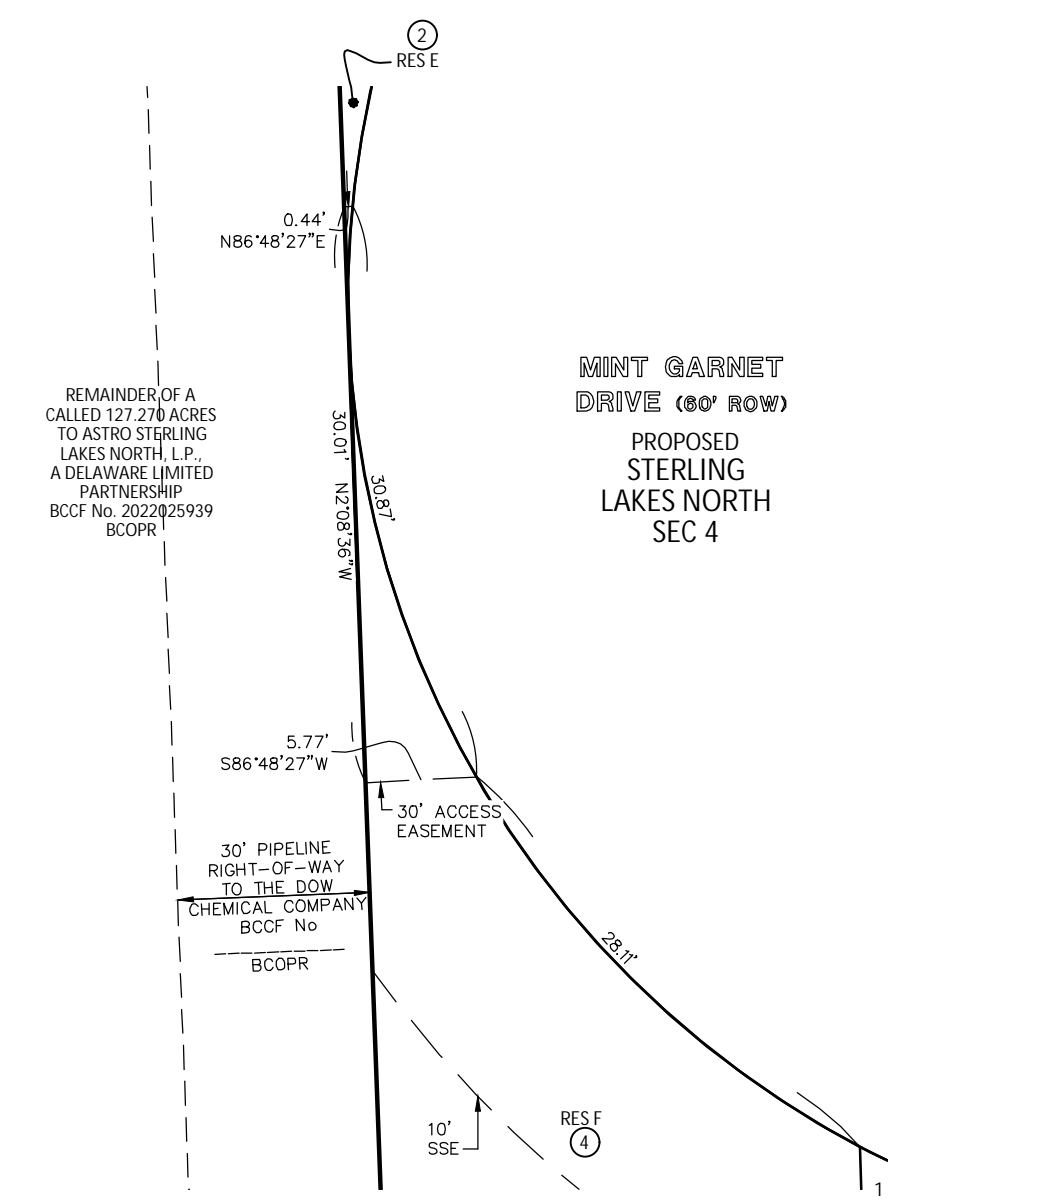 2
RES E
0.44'
N86°48'27"E
MINT GARNET
DRIVE (60' ROW)
PROPOSED
STERLING
LAKES NORTH
SEC 4
REMAINDER OF A
CALLED 127.270 ACRES
TO ASTRO STERLING
LAKES NORTH, L.P.,
A DELAWARE LIMITED
PARTNERSHIP
BCCF No. 2022025939
BCOPR
30.01' N2°08'36"W
30.87'
5.77'
S86°48'27"W
30' ACCESS
EASEMENT
30' PIPELINE
RIGHT-OF-WAY
TO THE DOW
CHEMICAL COMPANY
BCCF No
__________
BCOPR
28.11'
10'
SSE
RES F
4
1